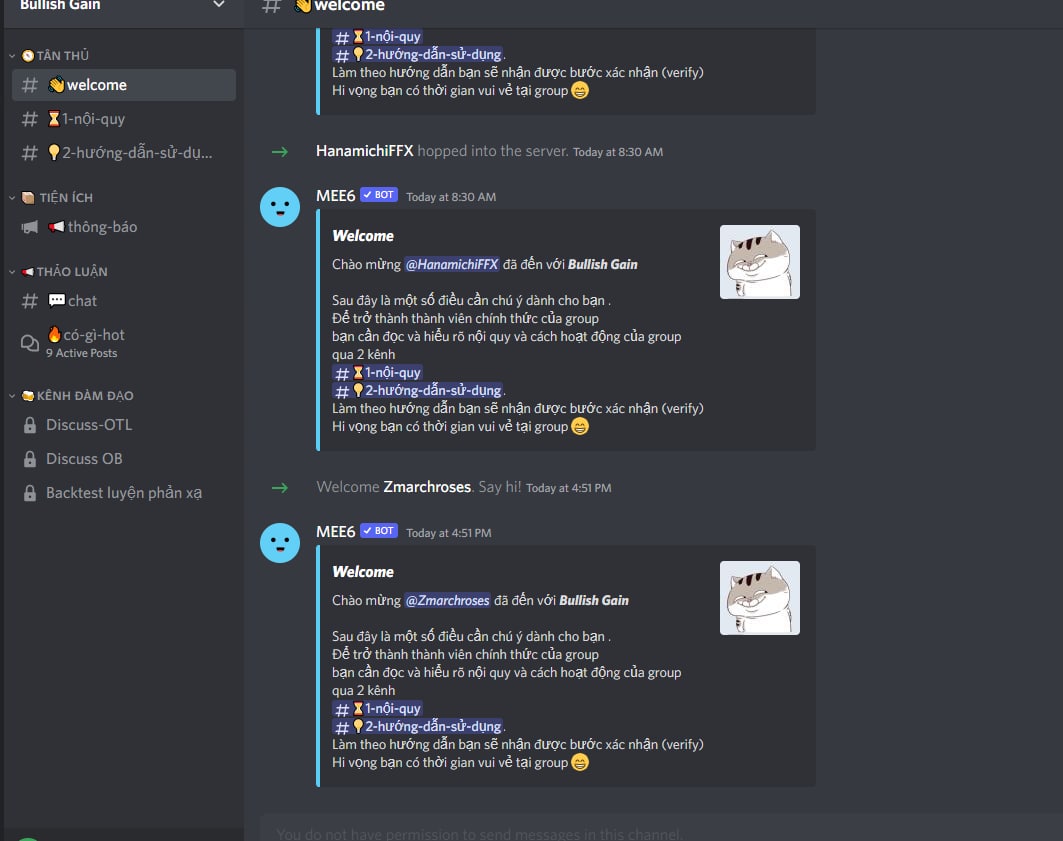 Bullish Gain
TÂN THỦ
# 👋welcome
# ⏳1-nội-quy
# 💡2-hướng-dẫn-sử-dụ...
TIỆN ÍCH
📢thông-báo
THẢO LUẬN
# 💬chat
🔥có-gì-hot
9 Active Posts
KÊNH ĐÀM ĐẠO
Discuss-OTL
Discuss OB
Backtest luyện phản xạ
# 👋welcome
# ⏳1-nội-quy
# 💡2-hướng-dẫn-sử-dụng .
Làm theo hướng dẫn bạn sẽ nhận được bước xác nhận (verify)
Hi vọng bạn có thời gian vui vẻ tại group 😁
HanamichiFFX hopped into the server. Today at 8:30 AM
MEE6 ✓ BOT Today at 8:30 AM
Welcome
Chào mừng @HanamichiFFX đã đến với Bullish Gain
Sau đây là một số điều cần chú ý dành cho bạn .
Để trở thành thành viên chính thức của group
bạn cần đọc và hiểu rõ nội quy và cách hoạt động của group
qua 2 kênh
# ⏳1-nội-quy
# 💡2-hướng-dẫn-sử-dụng .
Làm theo hướng dẫn bạn sẽ nhận được bước xác nhận (verify)
Hi vọng bạn có thời gian vui vẻ tại group 😁
Welcome Zmarchroses. Say hi! Today at 4:51 PM
MEE6 ✓ BOT Today at 4:51 PM
Welcome
Chào mừng @Zmarchroses đã đến với Bullish Gain
Sau đây là một số điều cần chú ý dành cho bạn .
Để trở thành thành viên chính thức của group
bạn cần đọc và hiểu rõ nội quy và cách hoạt động của group
qua 2 kênh
# ⏳1-nội-quy
# 💡2-hướng-dẫn-sử-dụng .
Làm theo hướng dẫn bạn sẽ nhận được bước xác nhận (verify)
Hi vọng bạn có thời gian vui vẻ tại group 😁
You do not have permission to send messages in this channel.